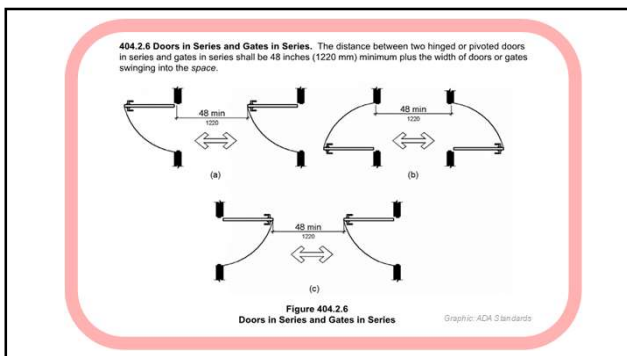 404.2.6 Doors in Series and Gates in Series. The distance between two hinged or pivoted doors
in series and gates in series shall be 48 inches (1220 mm) minimum plus the width of doors or gates
swinging into the space.
48 min
1220
48 min
1220
(a)
(b)
48 min
1220
(c)
Figure 404.2.6
Doors in Series and Gates in Series
Graphic: ADA Standards